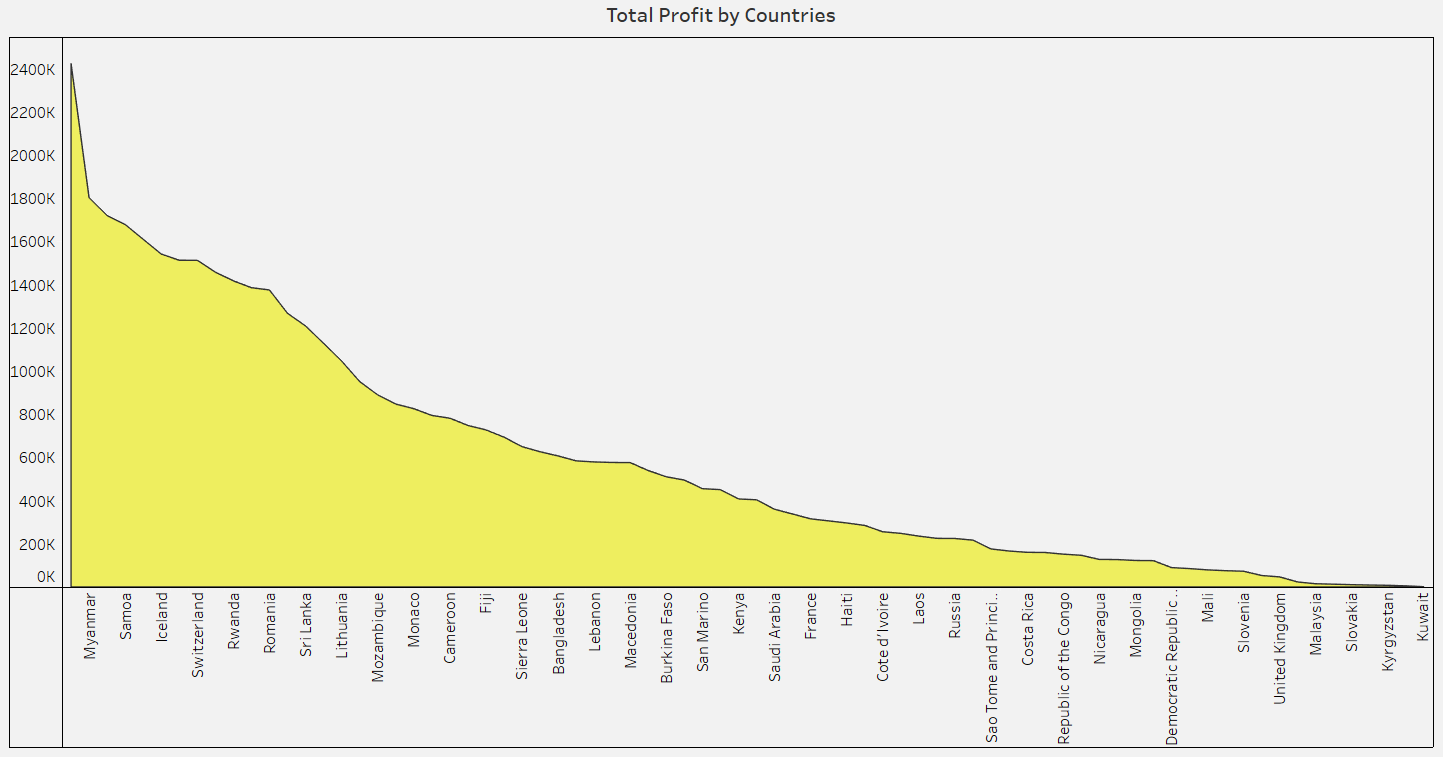 Total Profit by Countries
2400K
2200K
2000K
1800K
1600K
1400K
1200K
1000K
800K
600K
400K
200K
0K
Myanmar
Samoa
Iceland
Switzerland
Rwanda
Romania
Sri Lanka
Lithuania
Mozambique
Monaco
Cameroon
Fiji
Sierra Leone
Bangladesh
Lebanon
Macedonia
Burkina Faso
San Marino
Kenya
Saudi Arabia
France
Haiti
Cote d'Ivoire
Laos
Russia
Sao Tome and Princi..
Costa Rica
Republic of the Congo
Nicaragua
Mongolia
Democratic Republic ..
Mali
Slovenia
United Kingdom
Malaysia
Slovakia
Kyrgyzstan
Kuwait